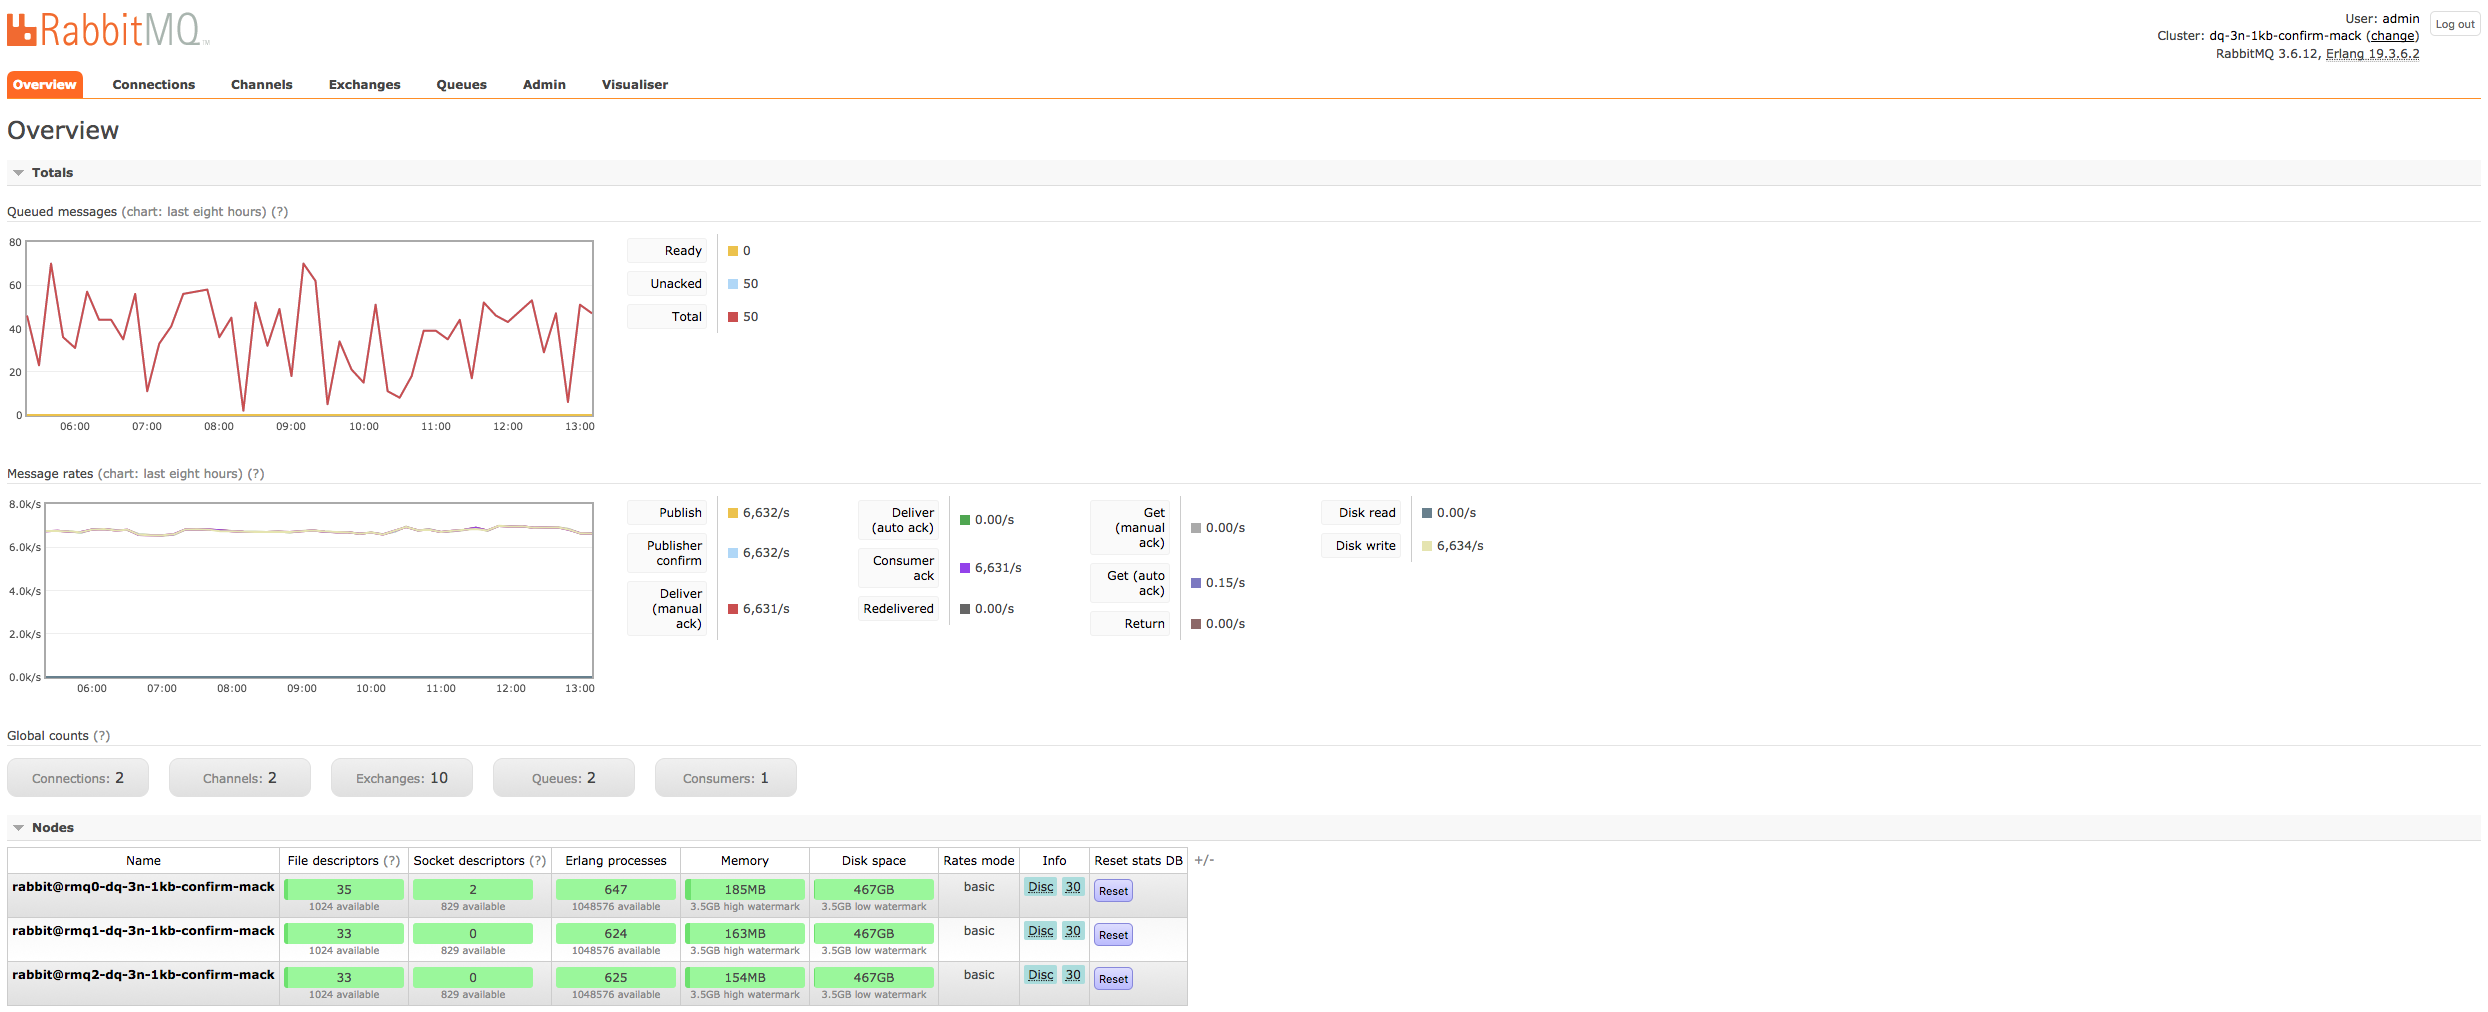 RabbitMQ™
User: admin
Log out
Cluster: dq-3n-1kb-confirm-mack (change)
RabbitMQ 3.6.12, Erlang 19.3.6.2
Overview Connections Channels Exchanges Queues Admin Visualiser
Overview
Totals
Queued messages (chart: last eight hours) (?)
80
60
40
20
0
06:00 07:00 08:00 09:00 10:00 11:00 12:00 13:00
Ready 0
Unacked 50
Total 50
Message rates (chart: last eight hours) (?)
8.0k/s
6.0k/s
4.0k/s
2.0k/s
0.0k/s
06:00 07:00 08:00 09:00 10:00 11:00 12:00 13:00
Publish 6,632/s
Publisher
confirm 6,632/s
Deliver
(manual 6,631/s
ack)
Deliver
(auto ack) 0.00/s
Consumer
ack 6,631/s
Redelivered 0.00/s
Get
(manual 0.00/s
ack)
Get (auto
ack) 0.15/s
Return 0.00/s
Disk read 0.00/s
Disk write 6,634/s
Global counts (?)
Connections: 2 Channels: 2 Exchanges: 10 Queues: 2 Consumers: 1
Nodes
Name File descriptors (?) Socket descriptors (?) Erlang processes Memory Disk space Rates mode Info Reset stats DB +/-
rabbit@rmq0-dq-3n-1kb-confirm-mack 35 2 647 185MB 467GB basic Disc 30 Reset
1024 available 829 available 1048576 available 3.5GB high watermark 3.5GB low watermark
rabbit@rmq1-dq-3n-1kb-confirm-mack 33 0 624 163MB 467GB basic Disc 30 Reset
1024 available 829 available 1048576 available 3.5GB high watermark 3.5GB low watermark
rabbit@rmq2-dq-3n-1kb-confirm-mack 33 0 625 154MB 467GB basic Disc 30 Reset
1024 available 829 available 1048576 available 3.5GB high watermark 3.5GB low watermark